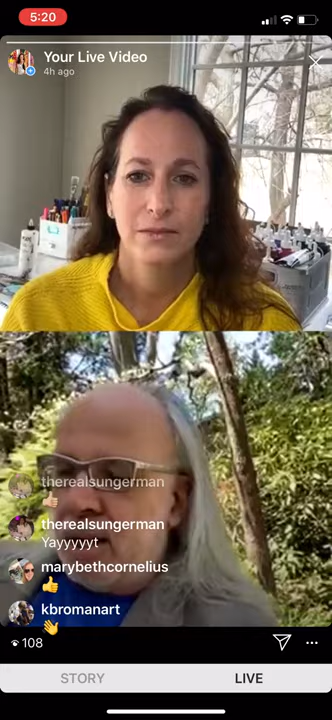 5:20
Your Live Video
4h ago
therealsungerman
👍🏼
therealsungerman
Yayyyyyt
marybethcornelius
👍
kbromanart
👋
108
STORY
LIVE